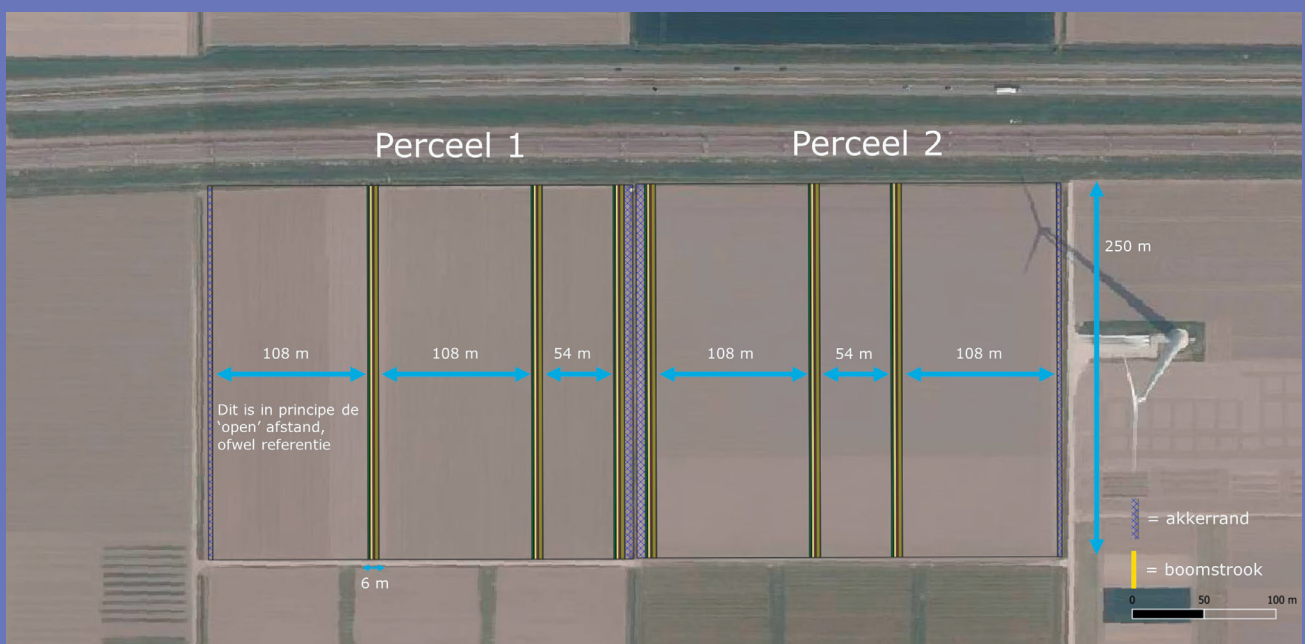 Perceel 1
Perceel 2
250 m
108 m
108 m
54 m
108 m
54 m
108 m
Dit is in principe de
‘open’ afstand,
ofwel referentie
6 m
= akkerrand
= boomstrook
0 50 100 m